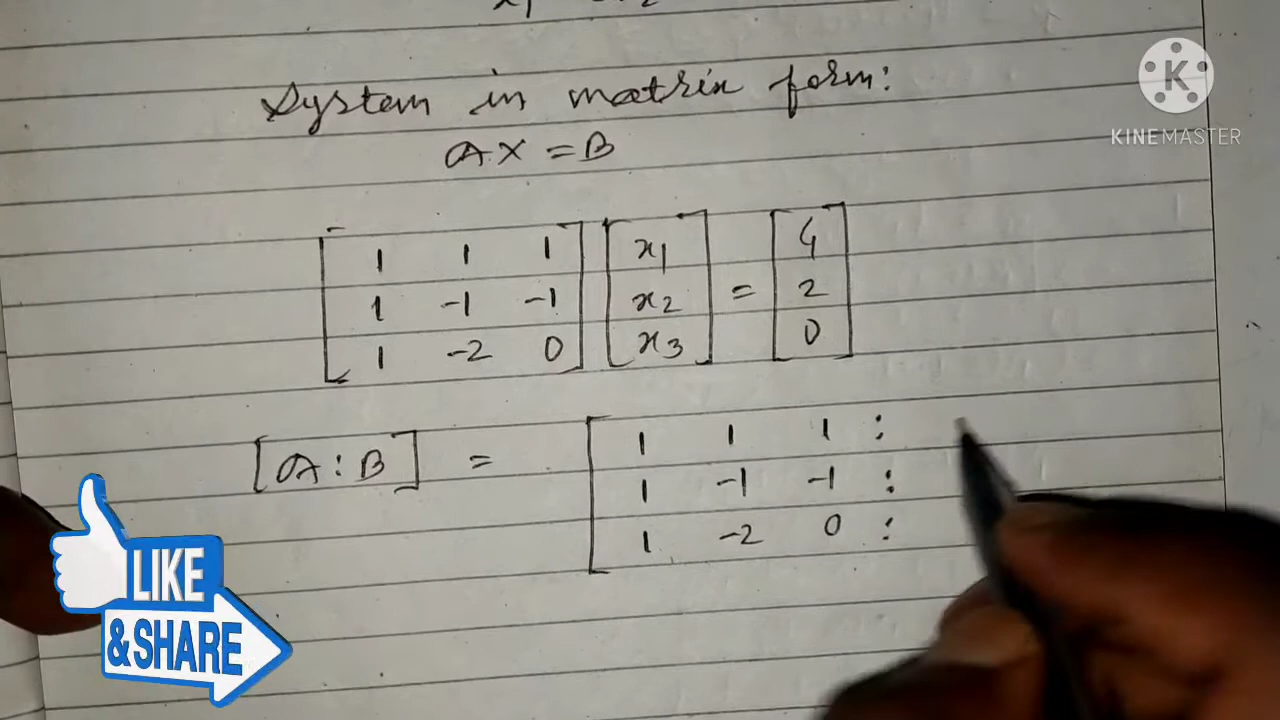 System in matrix form:
AX = B
1 1 1 x1 4
1 -1 -1 x2 = 2
1 -2 0 x3 0
[A : B] = 1 1 1 :
1 -1 -1 :
1 -2 0 :
KINEMASTER
LIKE
& SHARE